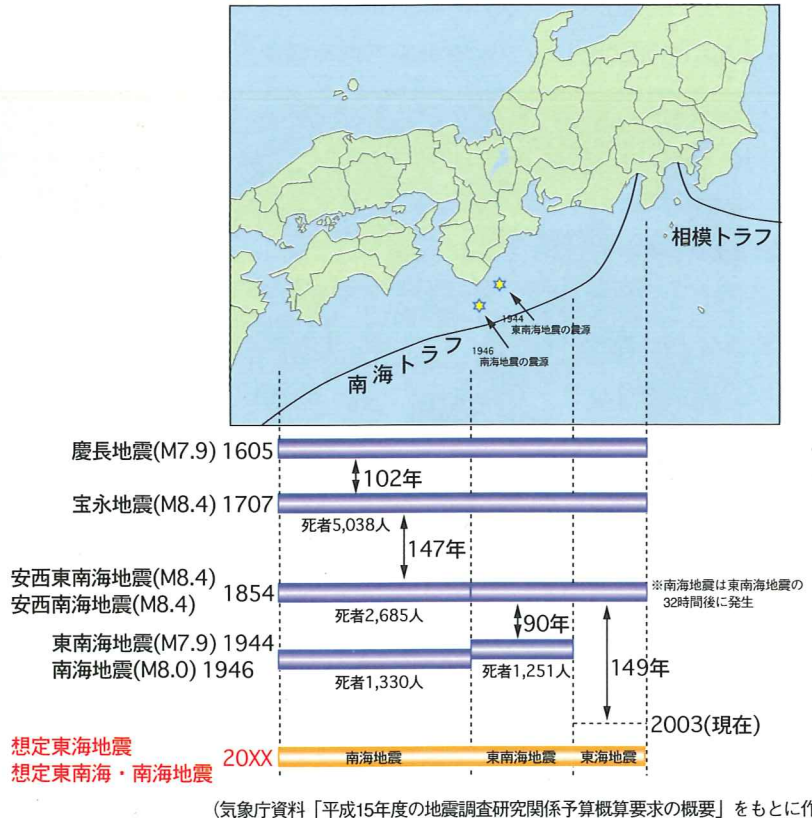 相模トラフ
1944
東南海地震の震源
1946
南海地震の震源
南海トラフ
慶長地震(M7.9) 1605
102年
宝永地震(M8.4) 1707
死者5,038人
147年
安西東南海地震(M8.4)
安西南海地震(M8.4)
1854
※南海地震は東南海地震の
32時間後に発生
死者2,685人
90年
東南海地震(M7.9) 1944
南海地震(M8.0) 1946
死者1,330人
死者1,251人
149年
2003(現在)
想定東海地震
想定東南海・南海地震
20XX
南海地震
東南海地震
東海地震
(気象庁資料「平成15年度の地震調査研究関係予算概算要求の概要」をもとに作